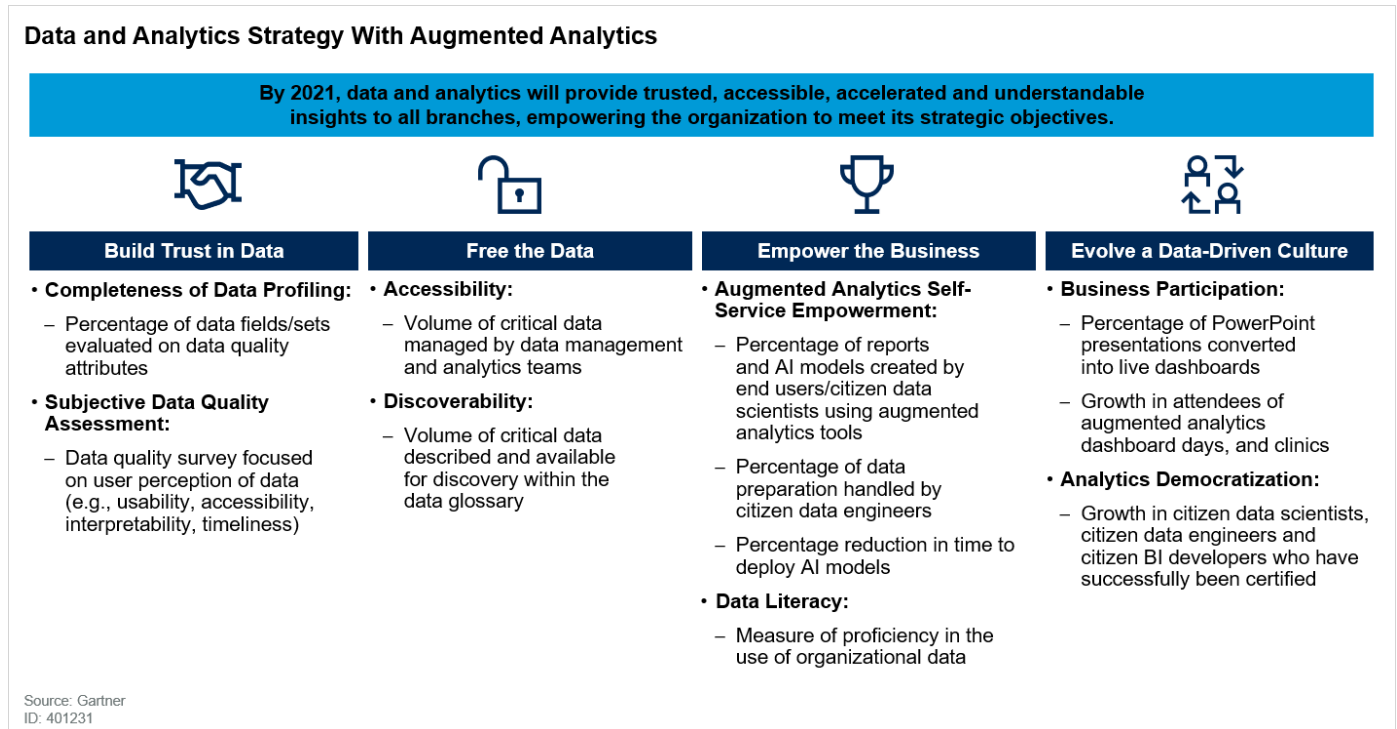 Data and Analytics Strategy With Augmented Analytics
By 2021, data and analytics will provide trusted, accessible, accelerated and understandable
insights to all branches, empowering the organization to meet its strategic objectives.
Build Trust in Data
• Completeness of Data Profiling:
– Percentage of data fields/sets
evaluated on data quality
attributes
• Subjective Data Quality
Assessment:
– Data quality survey focused
on user perception of data
(e.g., usability, accessibility,
interpretability, timeliness)
Free the Data
• Accessibility:
– Volume of critical data
managed by data management
and analytics teams
• Discoverability:
– Volume of critical data
described and available
for discovery within the
data glossary
Empower the Business
• Augmented Analytics Self-
Service Empowerment:
– Percentage of reports
and AI models created by
end users/citizen data
scientists using augmented
analytics tools
– Percentage of data
preparation handled by
citizen data engineers
– Percentage reduction in time to
deploy AI models
• Data Literacy:
– Measure of proficiency in the
use of organizational data
Evolve a Data-Driven Culture
• Business Participation:
– Percentage of PowerPoint
presentations converted
into live dashboards
– Growth in attendees of
augmented analytics
dashboard days, and clinics
• Analytics Democratization:
– Growth in citizen data scientists,
citizen data engineers and
citizen BI developers who have
successfully been certified
Source: Gartner
ID: 401231